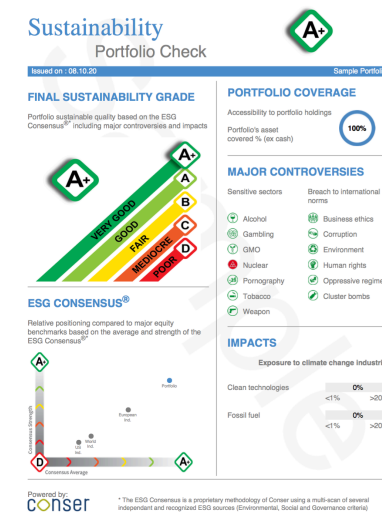 Sustainability
Portfolio Check
A+
Issued on : 08.10.20
Sample Portfoli
FINAL SUSTAINABILITY GRADE
Portfolio sustainable quality based on the ESG
Consensus®* including major controversies and impacts
A+
A+
A
B
C
D
VERY GOOD
GOOD
FAIR
MEDIOCRE
POOR
ESG CONSENSUS®
Relative positioning compared to major equity
benchmarks based on the average and strength of the
ESG Consensus®*
A+
Consensus Strength
Portfolio
European
Ind.
World
Ind.
US
Ind.
D
A+
Consensus Average
PORTFOLIO COVERAGE
Accessibility to portfolio holdings
Portfolio's asset
covered % (ex cash)
100%
MAJOR CONTROVERSIES
Sensitive sectors
Breach to international
norms
Alcohol
Gambling
GMO
Nuclear
Pornography
Tobacco
Weapon
Business ethics
Corruption
Environment
Human rights
Oppressive regime
Cluster bombs
IMPACTS
Exposure to climate change industri
Clean technologies
0%
<1%
>20
Fossil fuel
0%
<1%
>20
Powered by:
conser
* The ESG Consensus is a proprietary methodology of Conser using a multi-scan of several
independent and recognized ESG sources (Environmental, Social and Governance criteria)
Sample